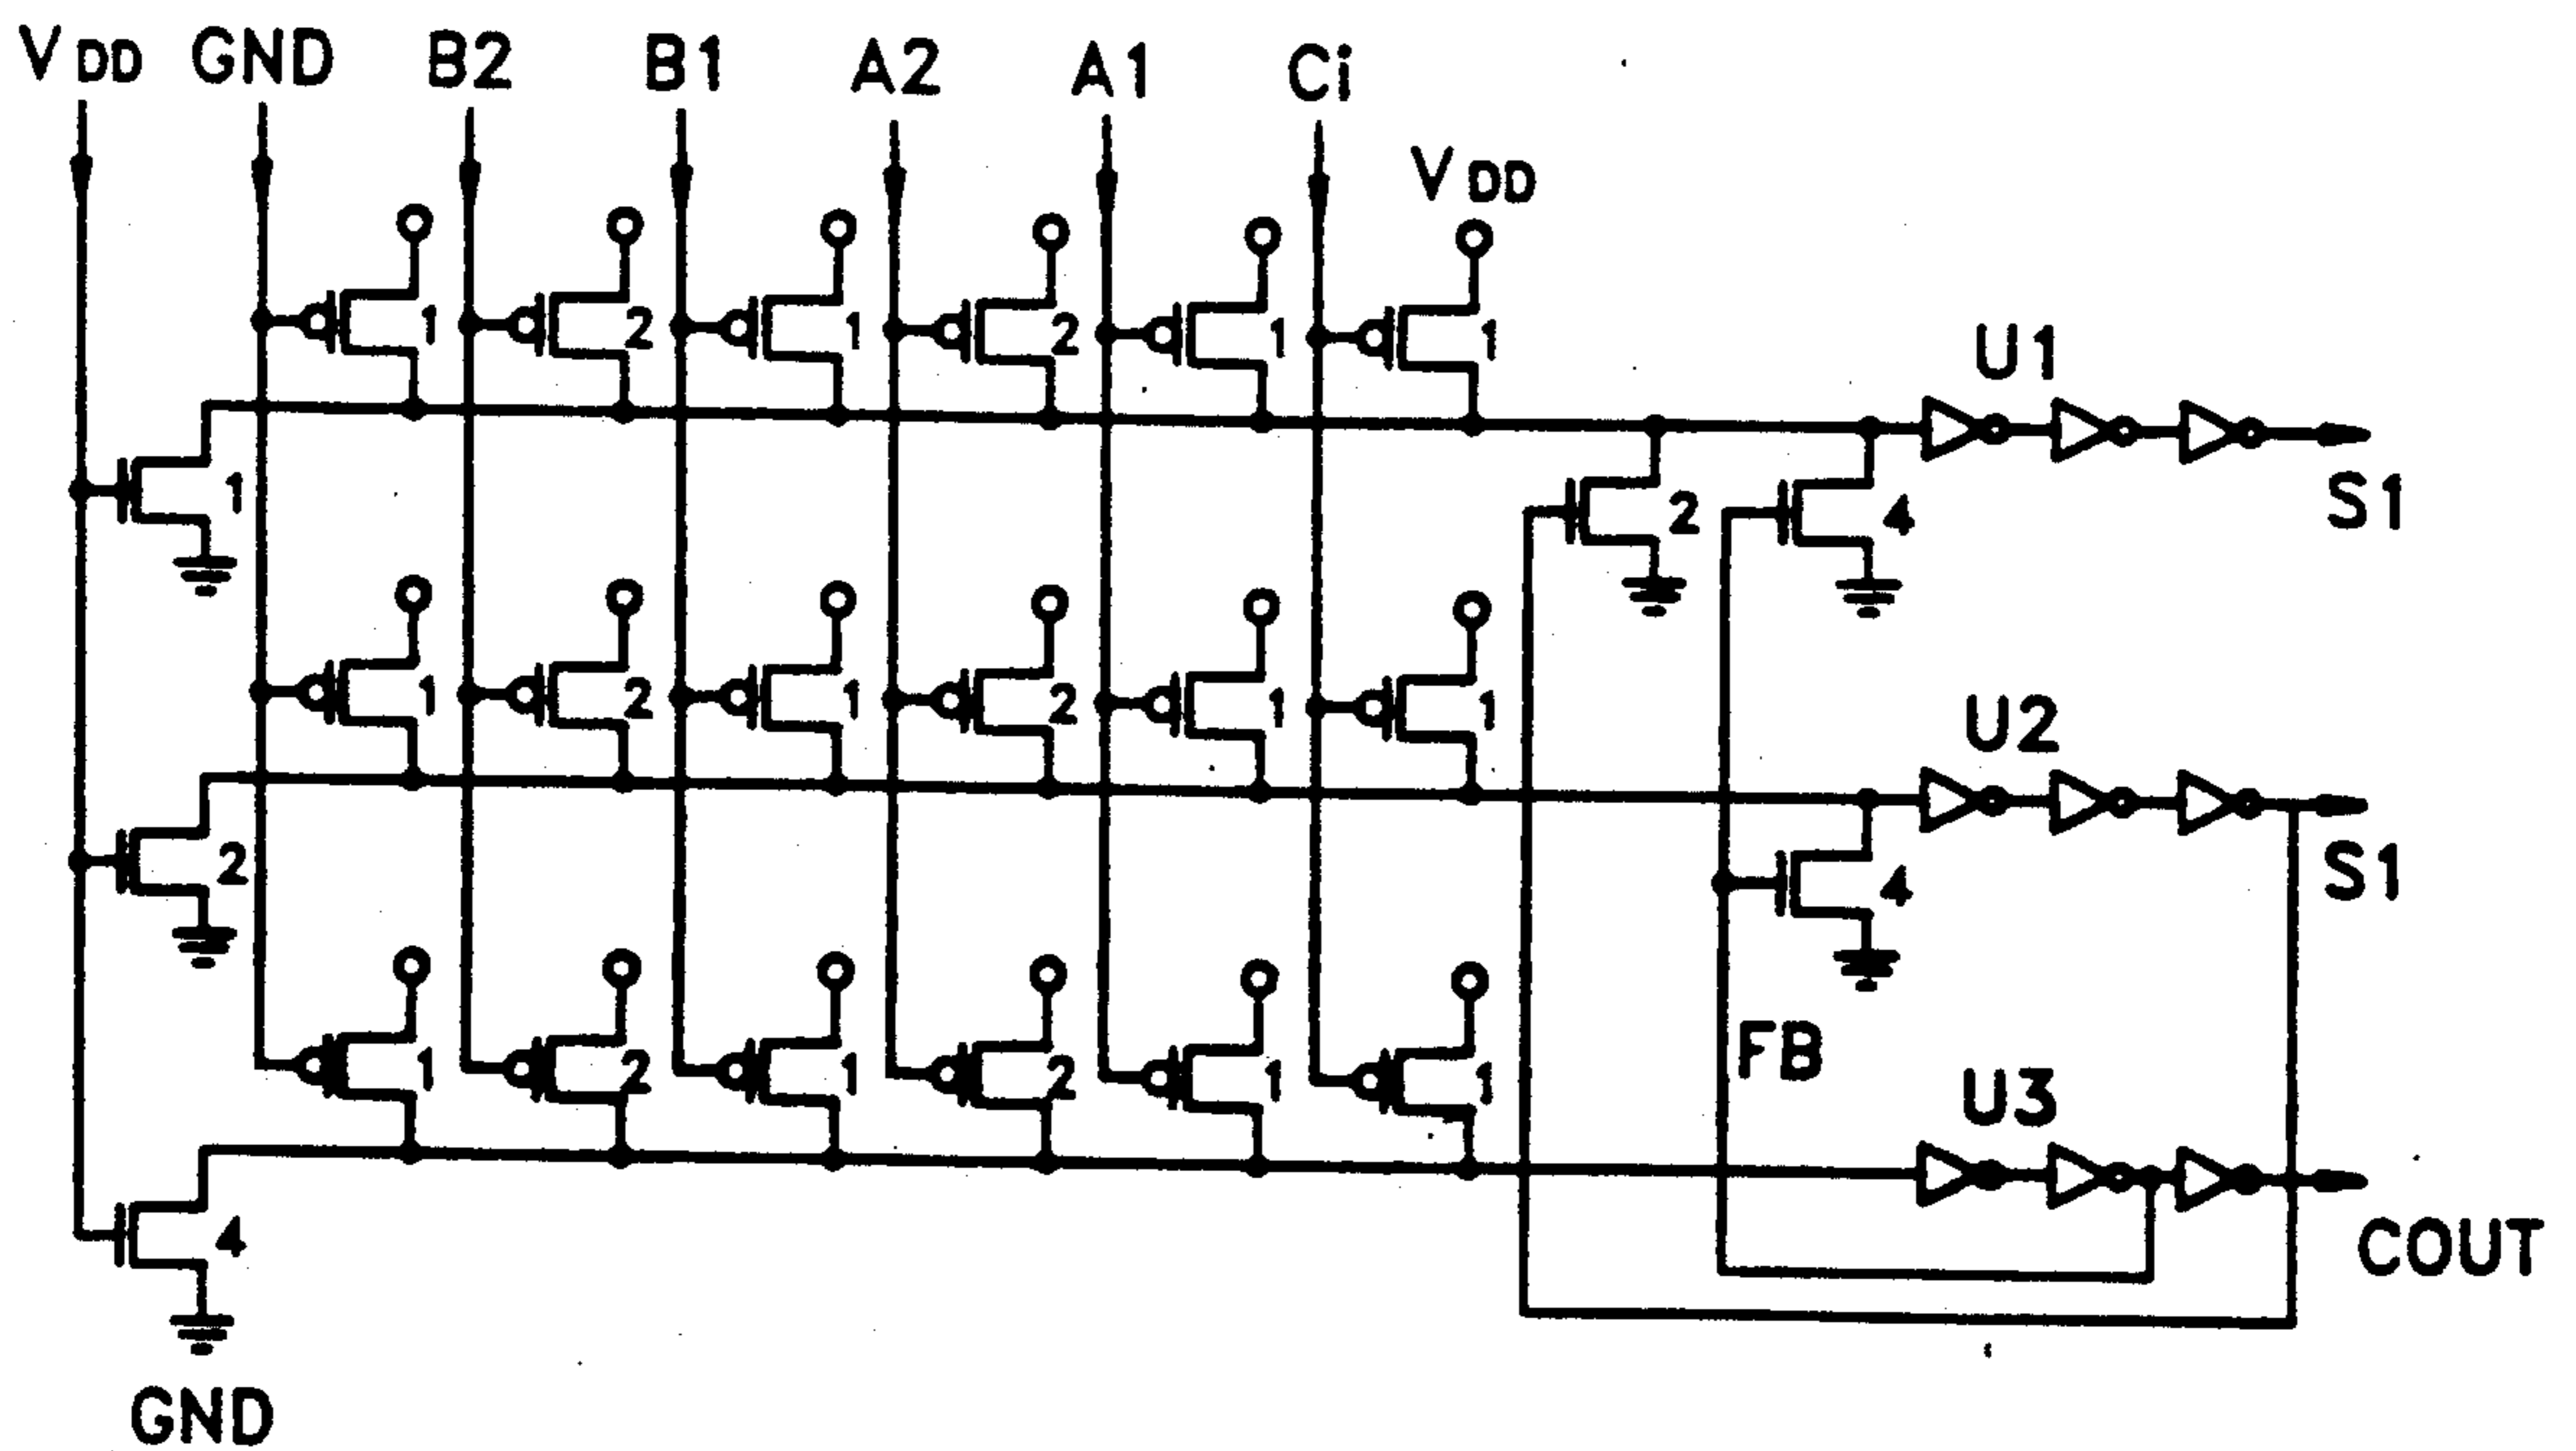 VDD GND B2 B1 A2 A1 Ci
VDD
1 2 1 2 1 1
U1
1
2 4
S1
1 2 1 2 1 1
U2
2
4
S1
FB
1 2 1 2 1 1
U3
4
COUT
GND